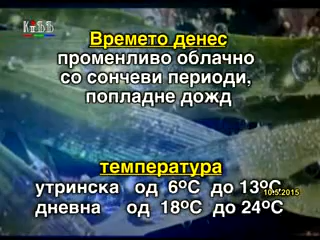 КТВВ
Времето денес
променливо облачно
со сончеви периоди,
попладне дожд
температура
утринска од 6ºC до 13ºC
10.5.2015
дневна од 18ºC до 24ºC